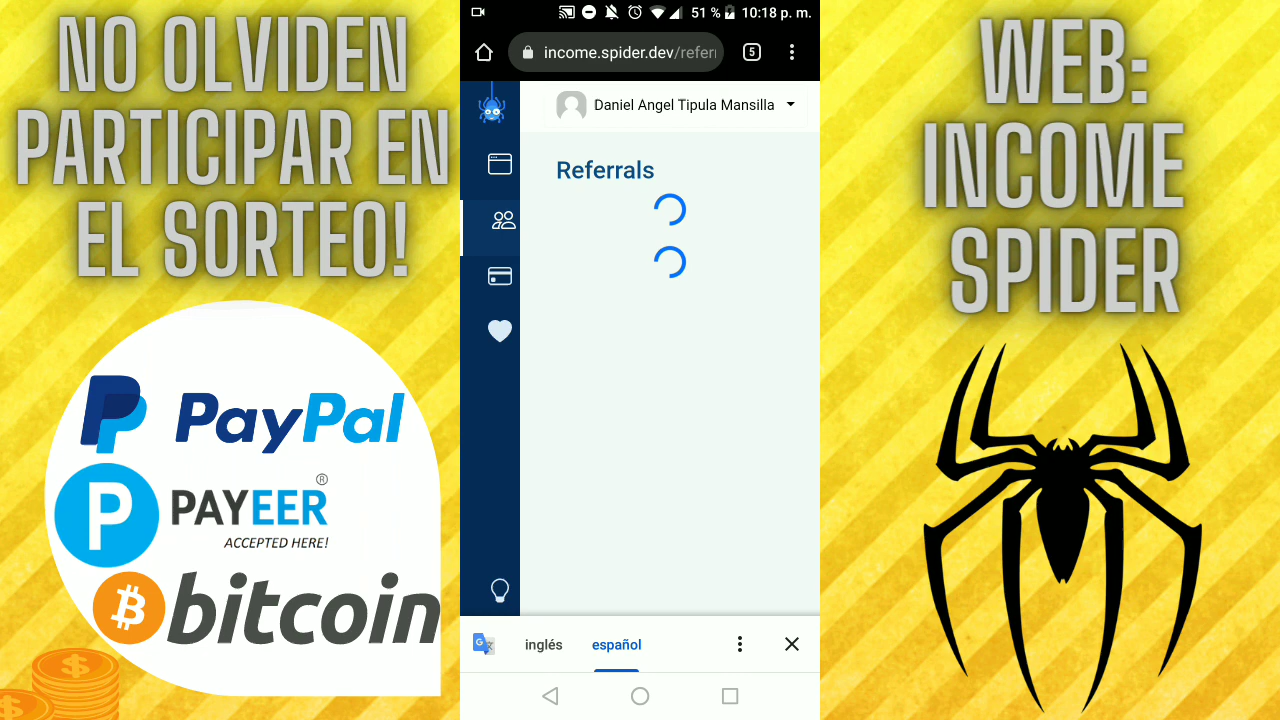 NO OLVIDEN
PARTICIPAR EN
EL SORTEO!
PayPal
P
PAYEER®
ACCEPTED HERE!
bitcoin
51 % 10:18 p. m.
income.spider.dev/referr
5
Daniel Angel Tipula Mansilla
Referrals
inglés español
WEB:
INCOME
SPIDER